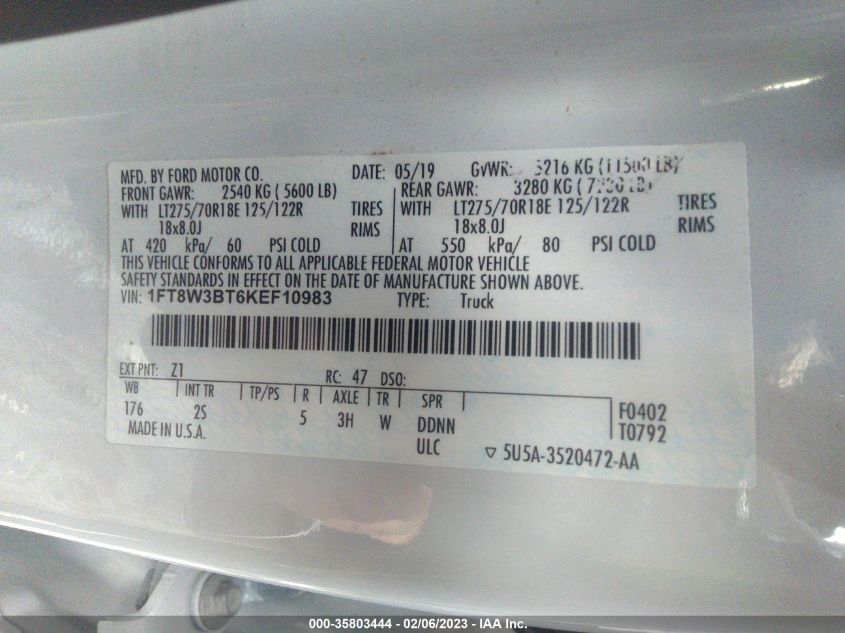 MFD. BY FORD MOTOR CO. DATE: 05/19 GVWR: 5216 KG (11500 LB)
FRONT GAWR: 2540 KG ( 5600 LB) REAR GAWR: 3280 KG
WITH LT275/70R18E 125/122R TIRES WITH LT275/70R18E 125/122R TIRES
18x8.0J RIMS 18x8.0J RIMS
AT 420 kPa/ 60 PSI COLD AT 550 kPa/ 80 PSI COLD
THIS VEHICLE CONFORMS TO ALL APPLICABLE FEDERAL MOTOR VEHICLE
SAFETY STANDARDS IN EFFECT ON THE DATE OF MANUFACTURE SHOWN ABOVE.
VIN: 1FT8W3BT6KEF10983 TYPE: Truck
EXT PNT: Z1 RC: 47 DSO:
WB INT TR TP/PS R AXLE TR SPR
176 2S 5 3H W DDNN F0402
MADE IN U.S.A. ULC T0792
5U5A-3520472-AA
000-35803444 - 02/06/2023 - IAA Inc.